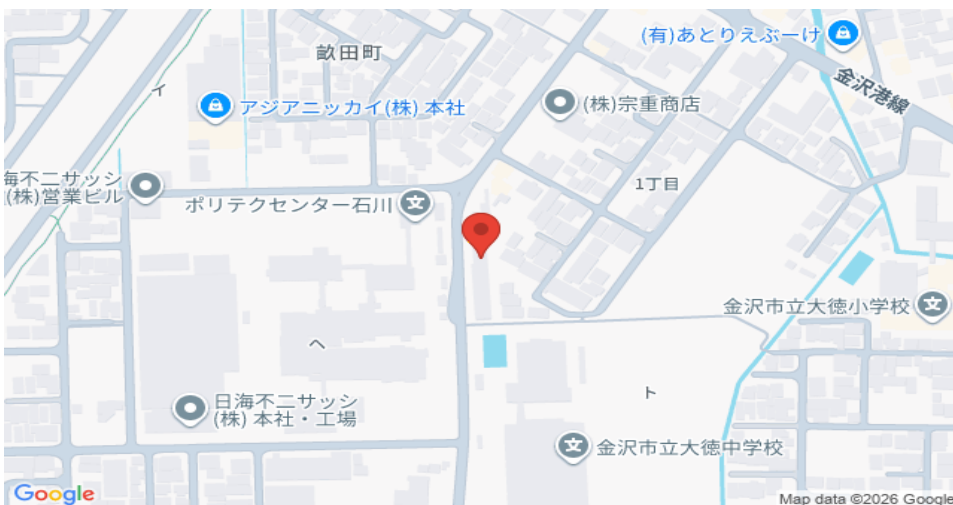 (有)あとりえぶーけ
畝田町
金沢港線
イ
アジアニッカイ(株) 本社
(株)宗重商店
海不二サッシ
(株)営業ビル
1丁目
ポリテクセンター石川
金沢市立大徳小学校
ヘ
ト
日海不二サッシ
(株) 本社・工場
金沢市立大徳中学校
Google
Map data ©2026 Google